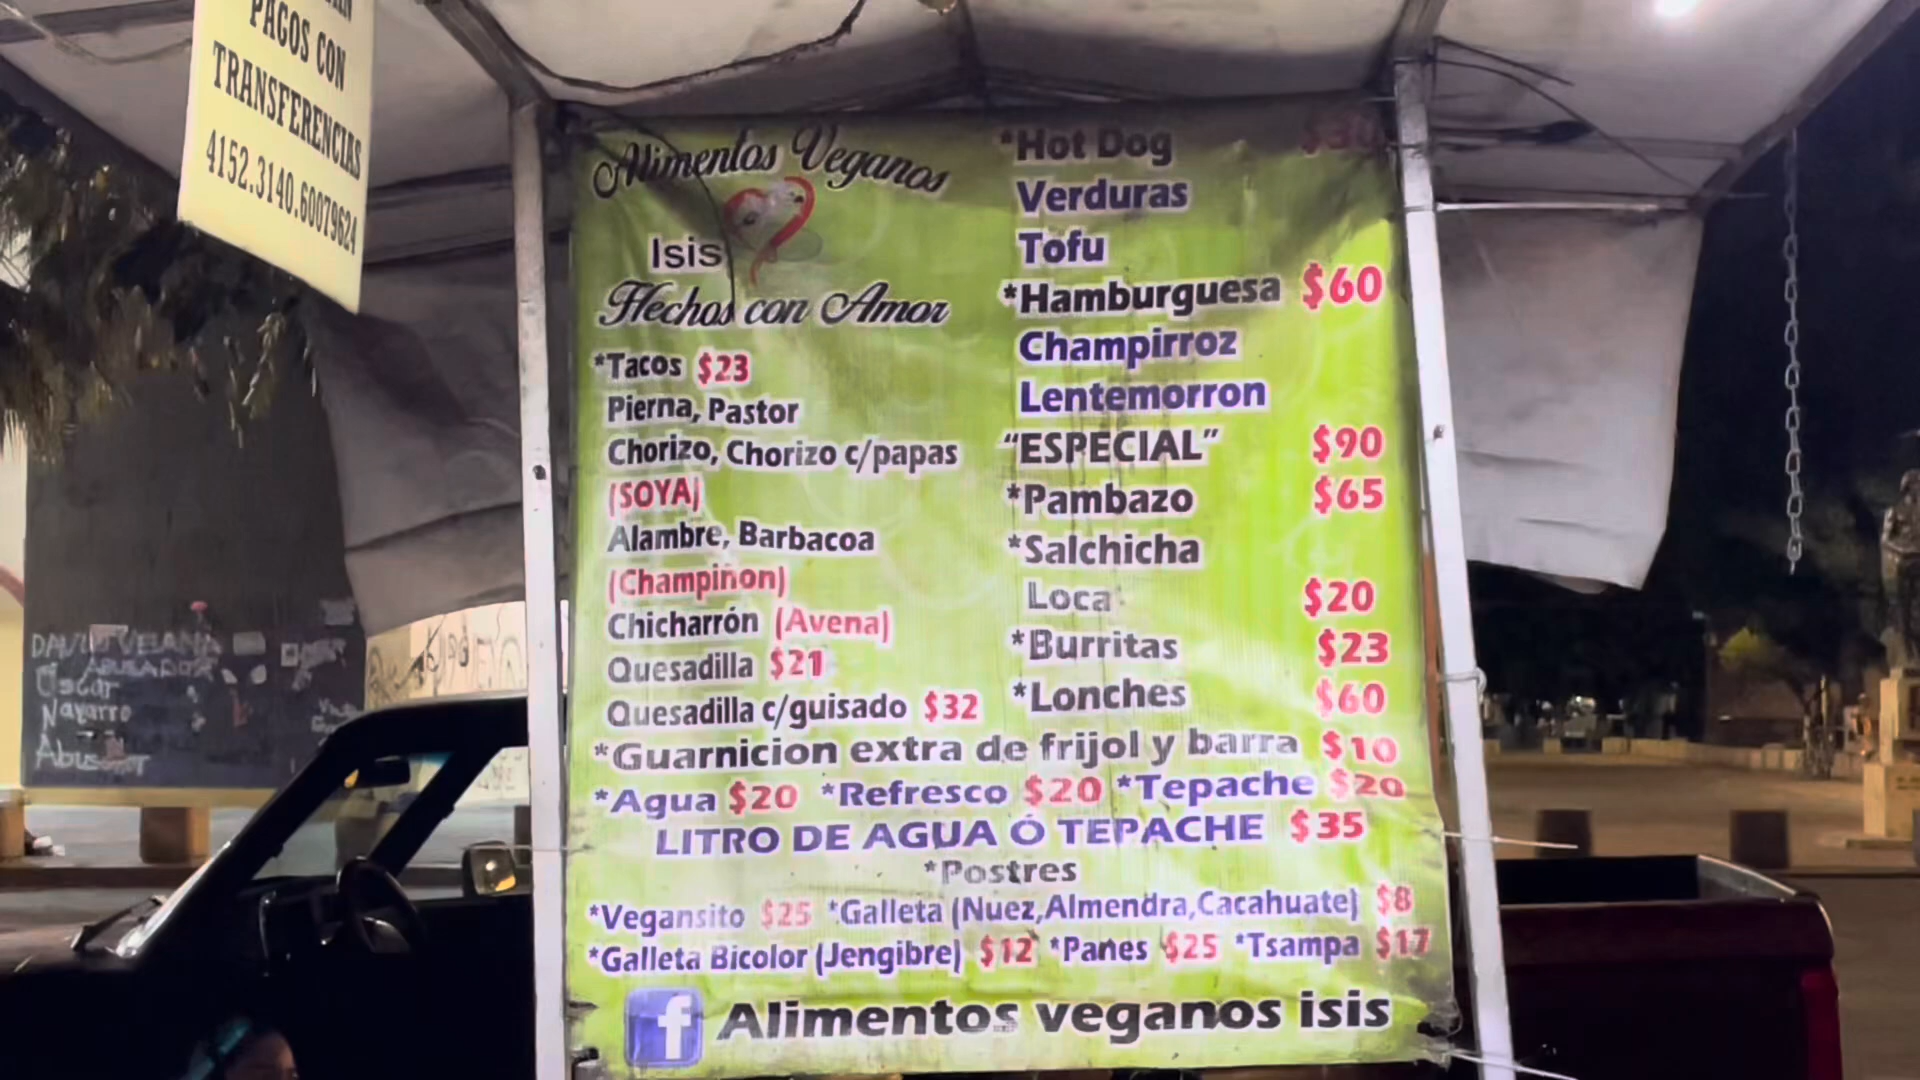 PAGOS CON
TRANSFERENCIAS
4152.3140.60079624
Alimentos Veganos
Isis
Hechos con Amor
*Tacos $23
Pierna, Pastor
Chorizo, Chorizo c/papas
(SOYA)
Alambre, Barbacoa
(Champiñon)
Chicharrón (Avena)
Quesadilla $21
Quesadilla c/guisado $32
*Hot Dog $30
Verduras
Tofu
*Hamburguesa $60
Champirroz
Lentemorron
"ESPECIAL" $90
*Pambazo $65
*Salchicha
Loca $20
*Burritas $23
*Lonches $60
*Guarnicion extra de frijol y barra $10
*Agua $20 *Refresco $20 *Tepache $20
LITRO DE AGUA Ó TEPACHE $35
*Postres
*Vegansito $25 *Galleta (Nuez,Almendra,Cacahuate) $8
*Galleta Bicolor (Jengibre) $12 *Panes $25 *Tsampa $17
f Alimentos veganos isis
Oscar
Navarro